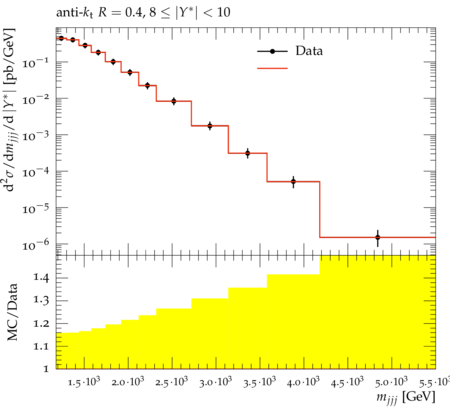 anti-kt R = 0.4, 8 ≤ |Y*| < 10
Data
d²σ/dmjjj/d|Y*| [pb/GeV]
10⁻¹
10⁻²
10⁻³
10⁻⁴
10⁻⁵
10⁻⁶
MC/Data
1.4
1.3
1.2
1.1
1
1.5·10³ 2.0·10³ 2.5·10³ 3.0·10³ 3.5·10³ 4.0·10³ 4.5·10³ 5.0·10³ 5.5·10³
mjjj [GeV]